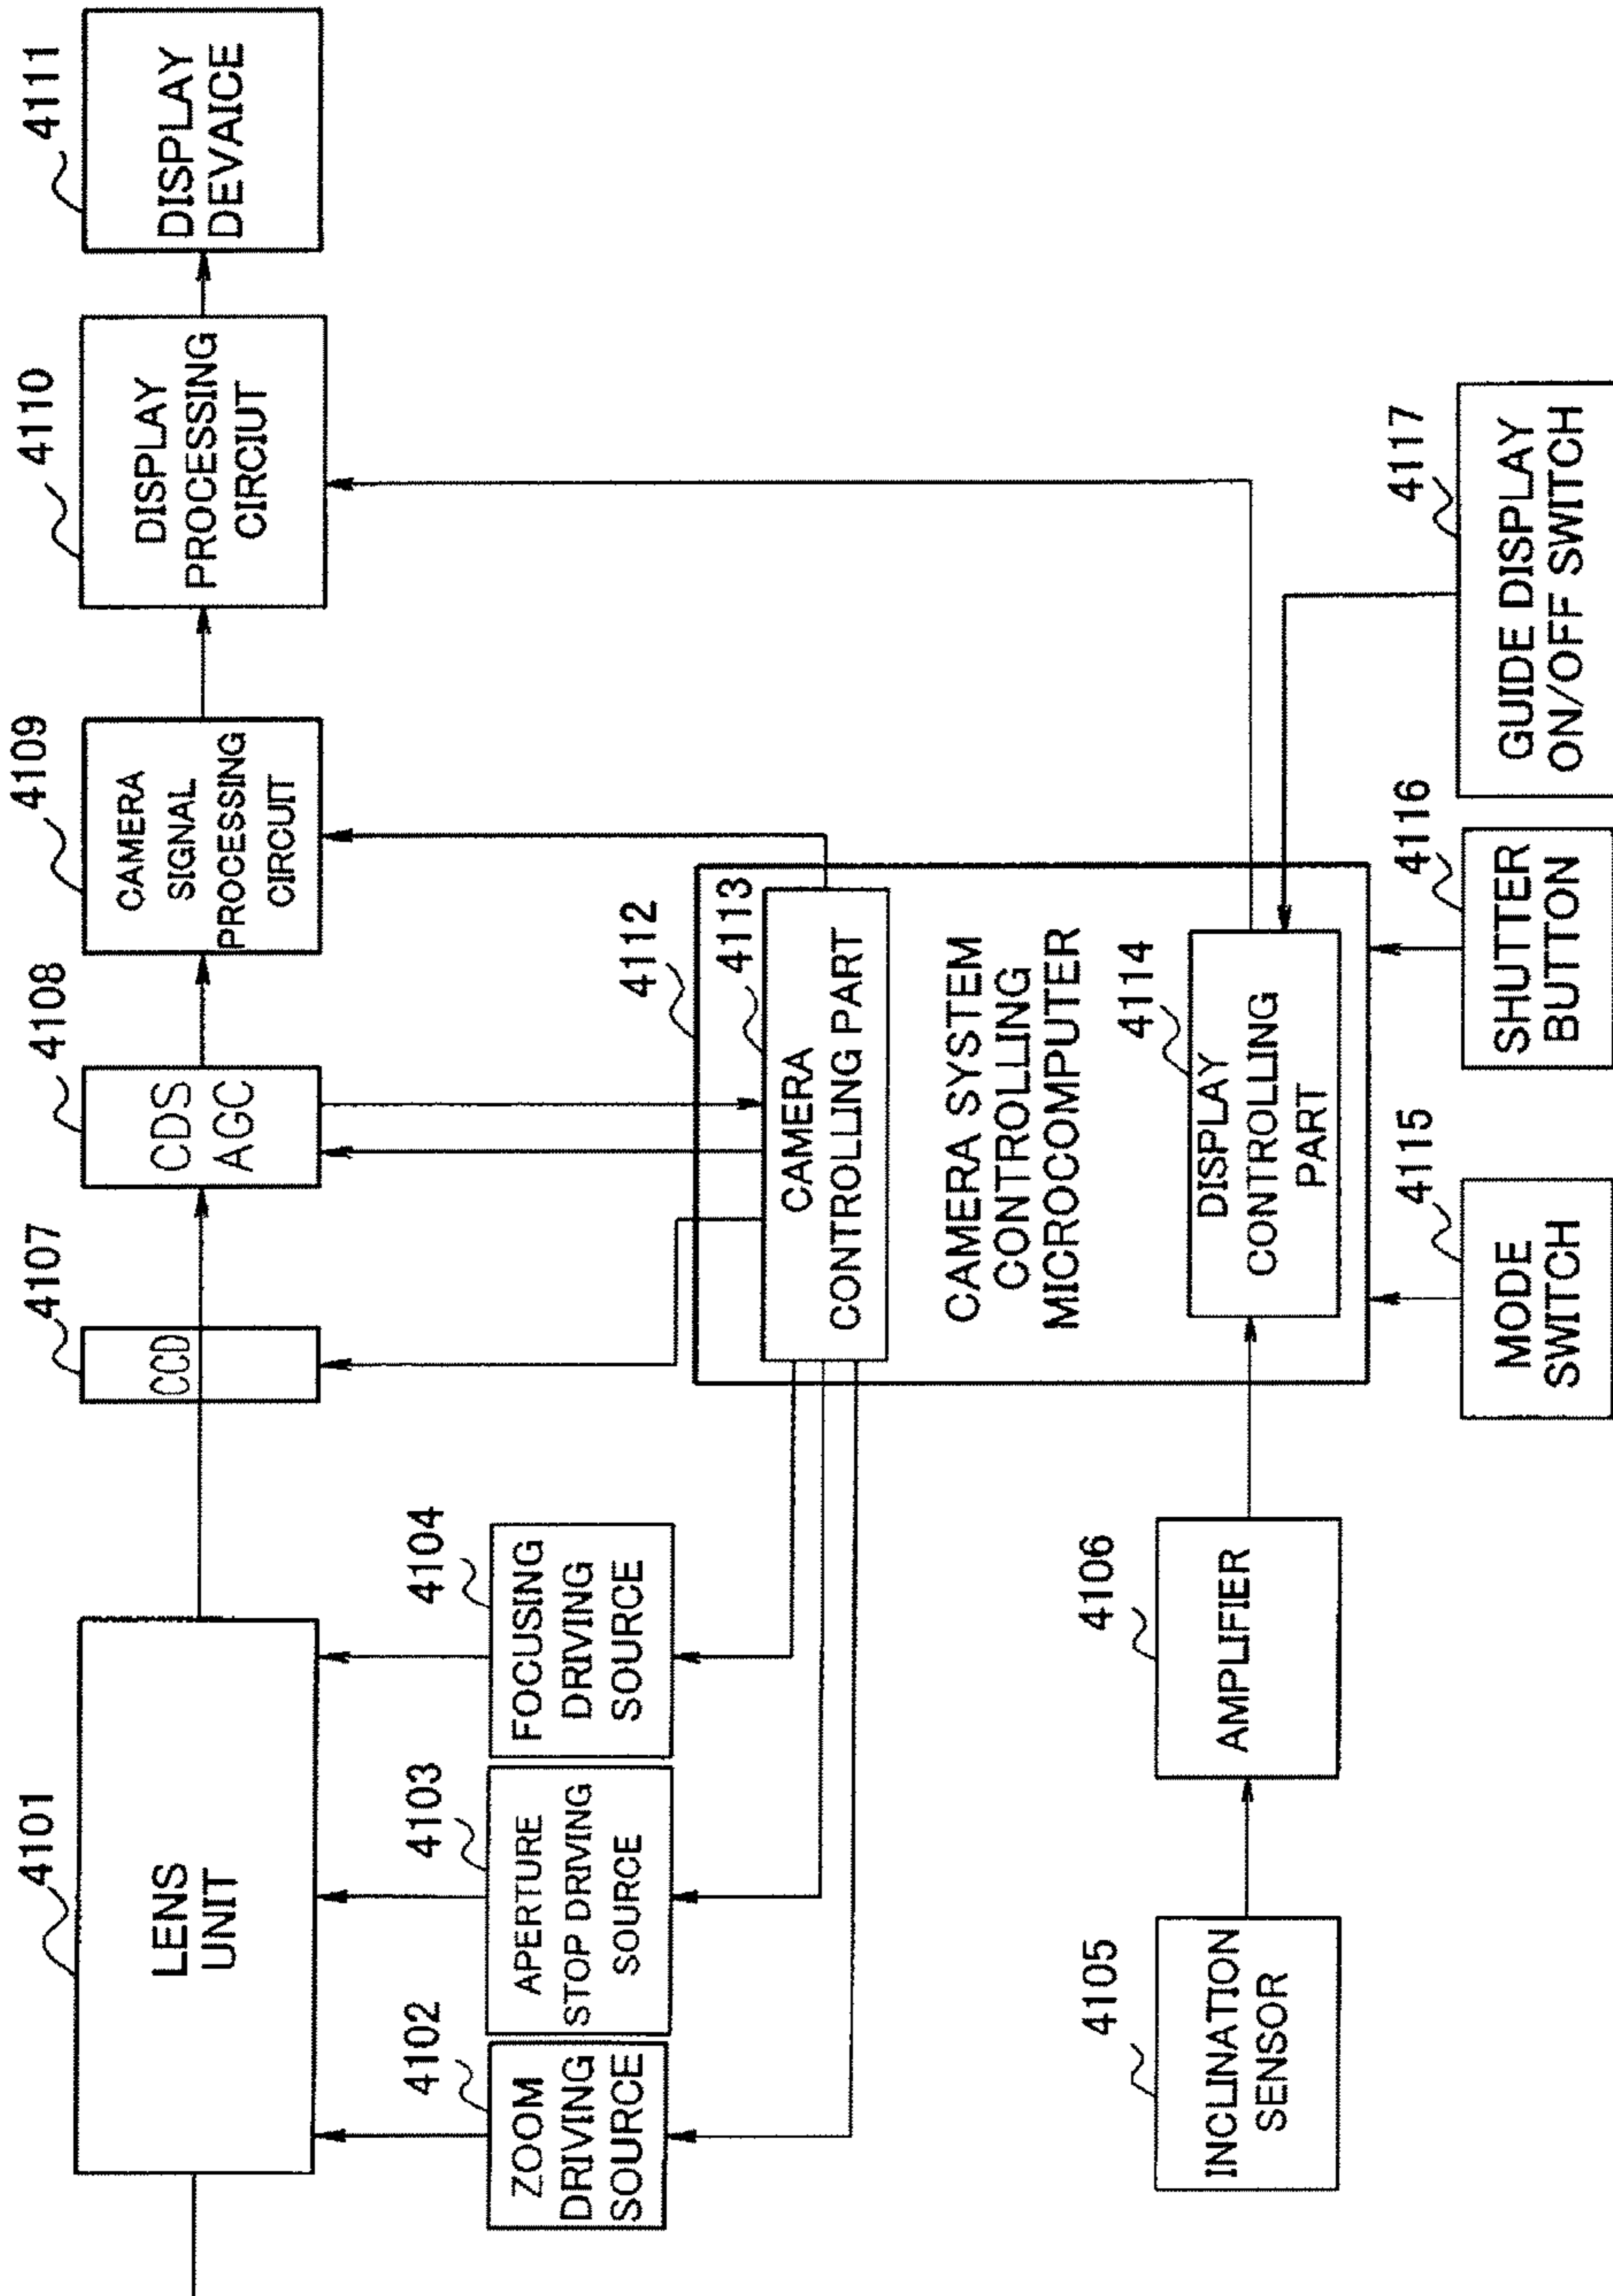 4101
LENS
UNIT
4107
CCD
4108
CDS
AGC
4109
CAMERA
SIGNAL
PROCESSING
CIRCUIT
4110
DISPLAY
PROCESSING
CIRCIUT
4111
DISPLAY
DEVAICE
4102
ZOOM
DRIVING
SOURCE
4103
APERTURE
STOP DRIVING
SOURCE
4104
FOCUSING
DRIVING
SOURCE
4112
4113
CAMERA
CONTROLLING PART
CAMERA SYSTEM
CONTROLLING
MICROCOMPUTER
4105
INCLINATION
SENSOR
4106
AMPLIFIER
4114
DISPLAY
CONTROLLING
PART
4115
MODE
SWITCH
4116
SHUTTER
BUTTON
4117
GUIDE DISPLAY
ON/OFF SWITCH